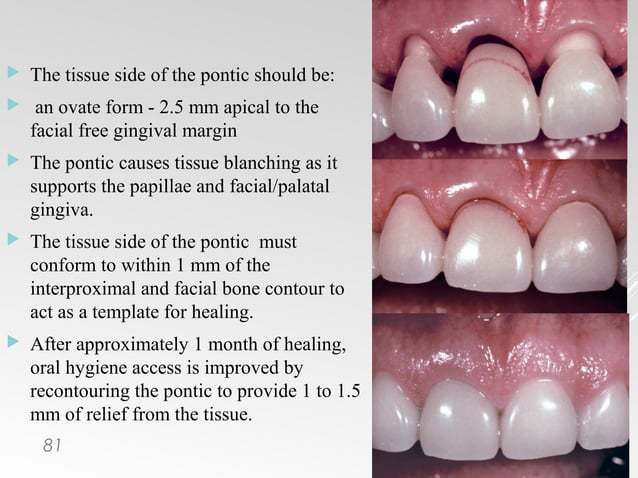 The tissue side of the pontic should be:
an ovate form - 2.5 mm apical to the
facial free gingival margin
The pontic causes tissue blanching as it
supports the papillae and facial/palatal
gingiva.
The tissue side of the pontic must
conform to within 1 mm of the
interproximal and facial bone contour to
act as a template for healing.
After approximately 1 month of healing,
oral hygiene access is improved by
recontouring the pontic to provide 1 to 1.5
mm of relief from the tissue.
81